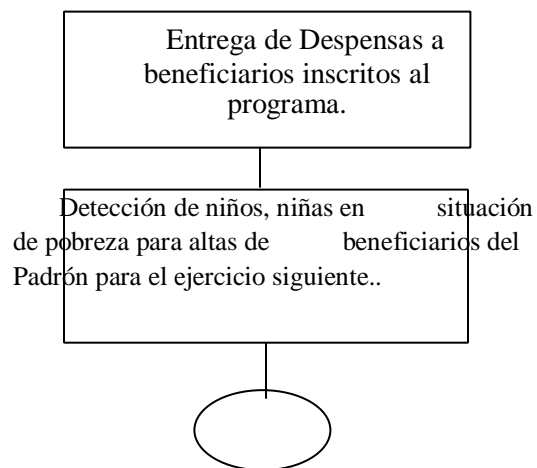 Entrega de Despensas a
beneficiarios inscritos al
programa.
Detección de niños, niñas en situación
de pobreza para altas de beneficiarios del
Padrón para el ejercicio siguiente..